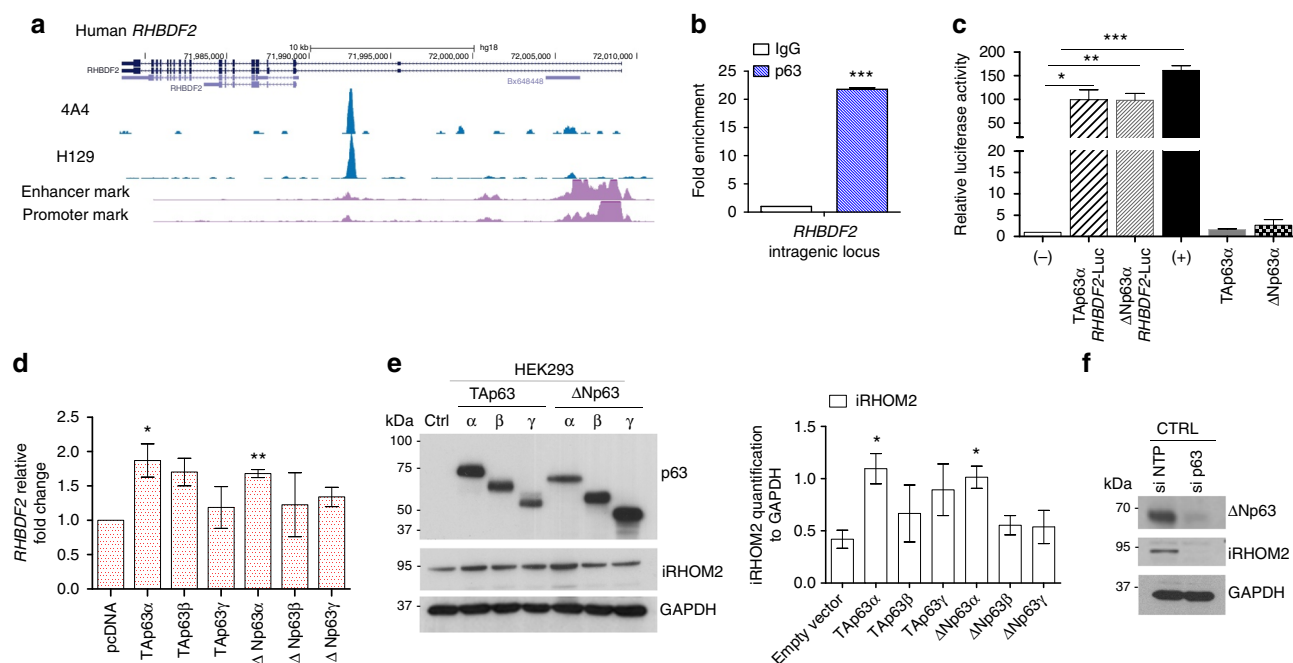 a
Human RHBDF2
10 kb
hg18
71,985,000
71,990,000
71,995,000
72,000,000
72,005,000
72,010,000
RHBDF2
RHBDF2
Bx648448
4A4
H129
Enhancer mark
Promoter mark
b
IgG
p63
Fold enrichment
25
20
15
10
5
0
***
RHBDF2
intragenic locus
c
Relative luciferase activity
200
150
100
50
20
15
10
5
0
***
**
*
(–)
TAp63α
RHBDF2-Luc
ΔNp63α
RHBDF2-Luc
(+)
TAp63α
ΔNp63α
d
RHBDF2 relative
fold change
2.5
2.0
1.5
1.0
0.5
0.0
*
**
pcDNA
TAp63α
TAp63β
TAp63γ
Δ Np63α
Δ Np63β
Δ Np63γ
e
HEK293
TAp63
ΔNp63
kDa
Ctrl
α
β
γ
α
β
γ
100
75
50
37
p63
95
iRHOM2
37
GAPDH
iRHOM2
iRHOM2 quantification
to GAPDH
1.5
1.0
0.5
0.0
*
*
Empty vector
TAp63α
TAp63β
TAp63γ
ΔNp63α
ΔNp63β
ΔNp63γ
f
CTRL
si NTP
si p63
kDa
70
ΔNp63
95
iRHOM2
37
GAPDH